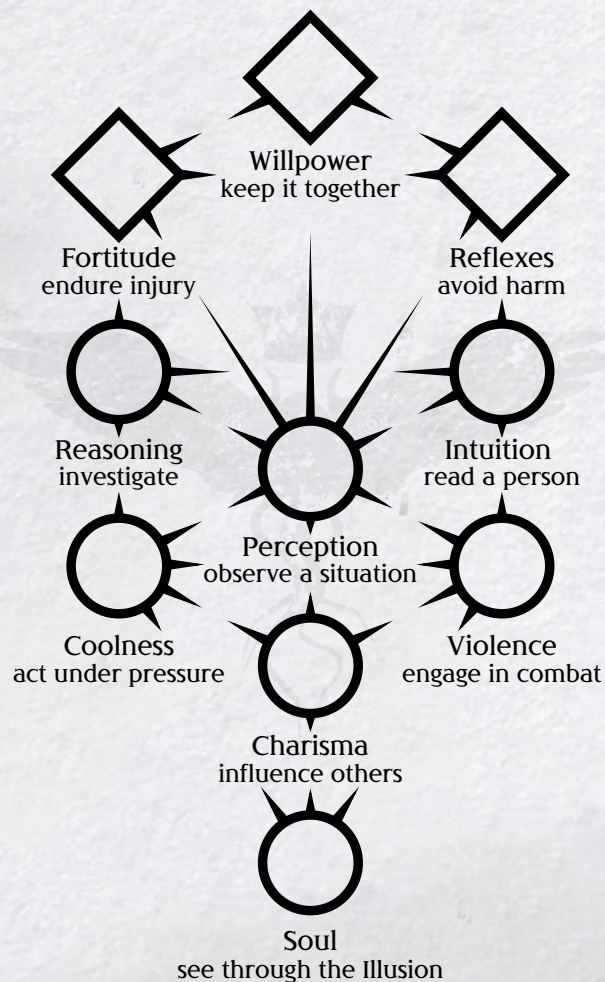 Willpower
keep it together
Fortitude
endure injury
Reflexes
avoid harm
Reasoning
investigate
Intuition
read a person
Perception
observe a situation
Coolness
act under pressure
Violence
engage in combat
Charisma
influence others
Soul
see through the Illusion